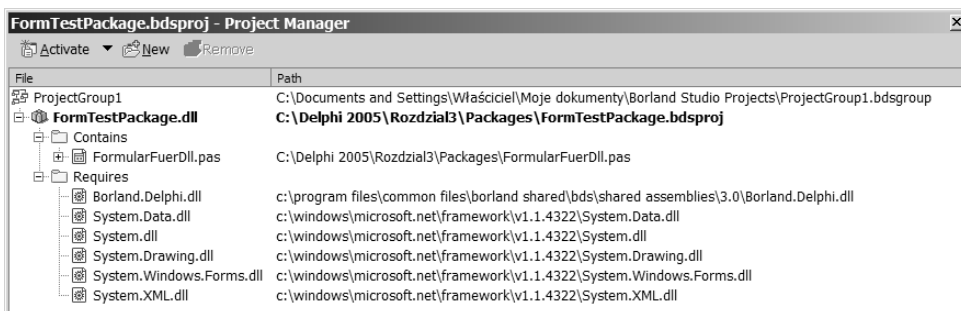 FormTestPackage.bdsproj - Project Manager
Activate New Remove
File Path
ProjectGroup1 C:\Documents and Settings\Właściciel\Moje dokumenty\Borland Studio Projects\ProjectGroup1.bdsgroup
FormTestPackage.dll C:\Delphi 2005\Rozdzial3\Packages\FormTestPackage.bdsproj
Contains
FormularFuerDll.pas C:\Delphi 2005\Rozdzial3\Packages\FormularFuerDll.pas
Requires
Borland.Delphi.dll c:\program files\common files\borland shared\bds\shared assemblies\3.0\Borland.Delphi.dll
System.Data.dll c:\windows\microsoft.net\framework\v1.1.4322\System.Data.dll
System.dll c:\windows\microsoft.net\framework\v1.1.4322\System.dll
System.Drawing.dll c:\windows\microsoft.net\framework\v1.1.4322\System.Drawing.dll
System.Windows.Forms.dll c:\windows\microsoft.net\framework\v1.1.4322\System.Windows.Forms.dll
System.XML.dll c:\windows\microsoft.net\framework\v1.1.4322\System.XML.dll